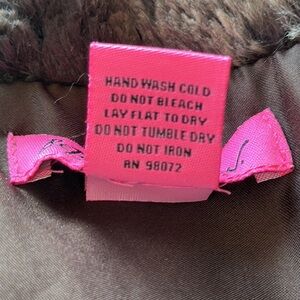 HAND WASH COLD
DO NOT BLEACH
LAY FLAT TO DRY
DO NOT TUMBLE DRY
DO NOT IRON
RN 98072